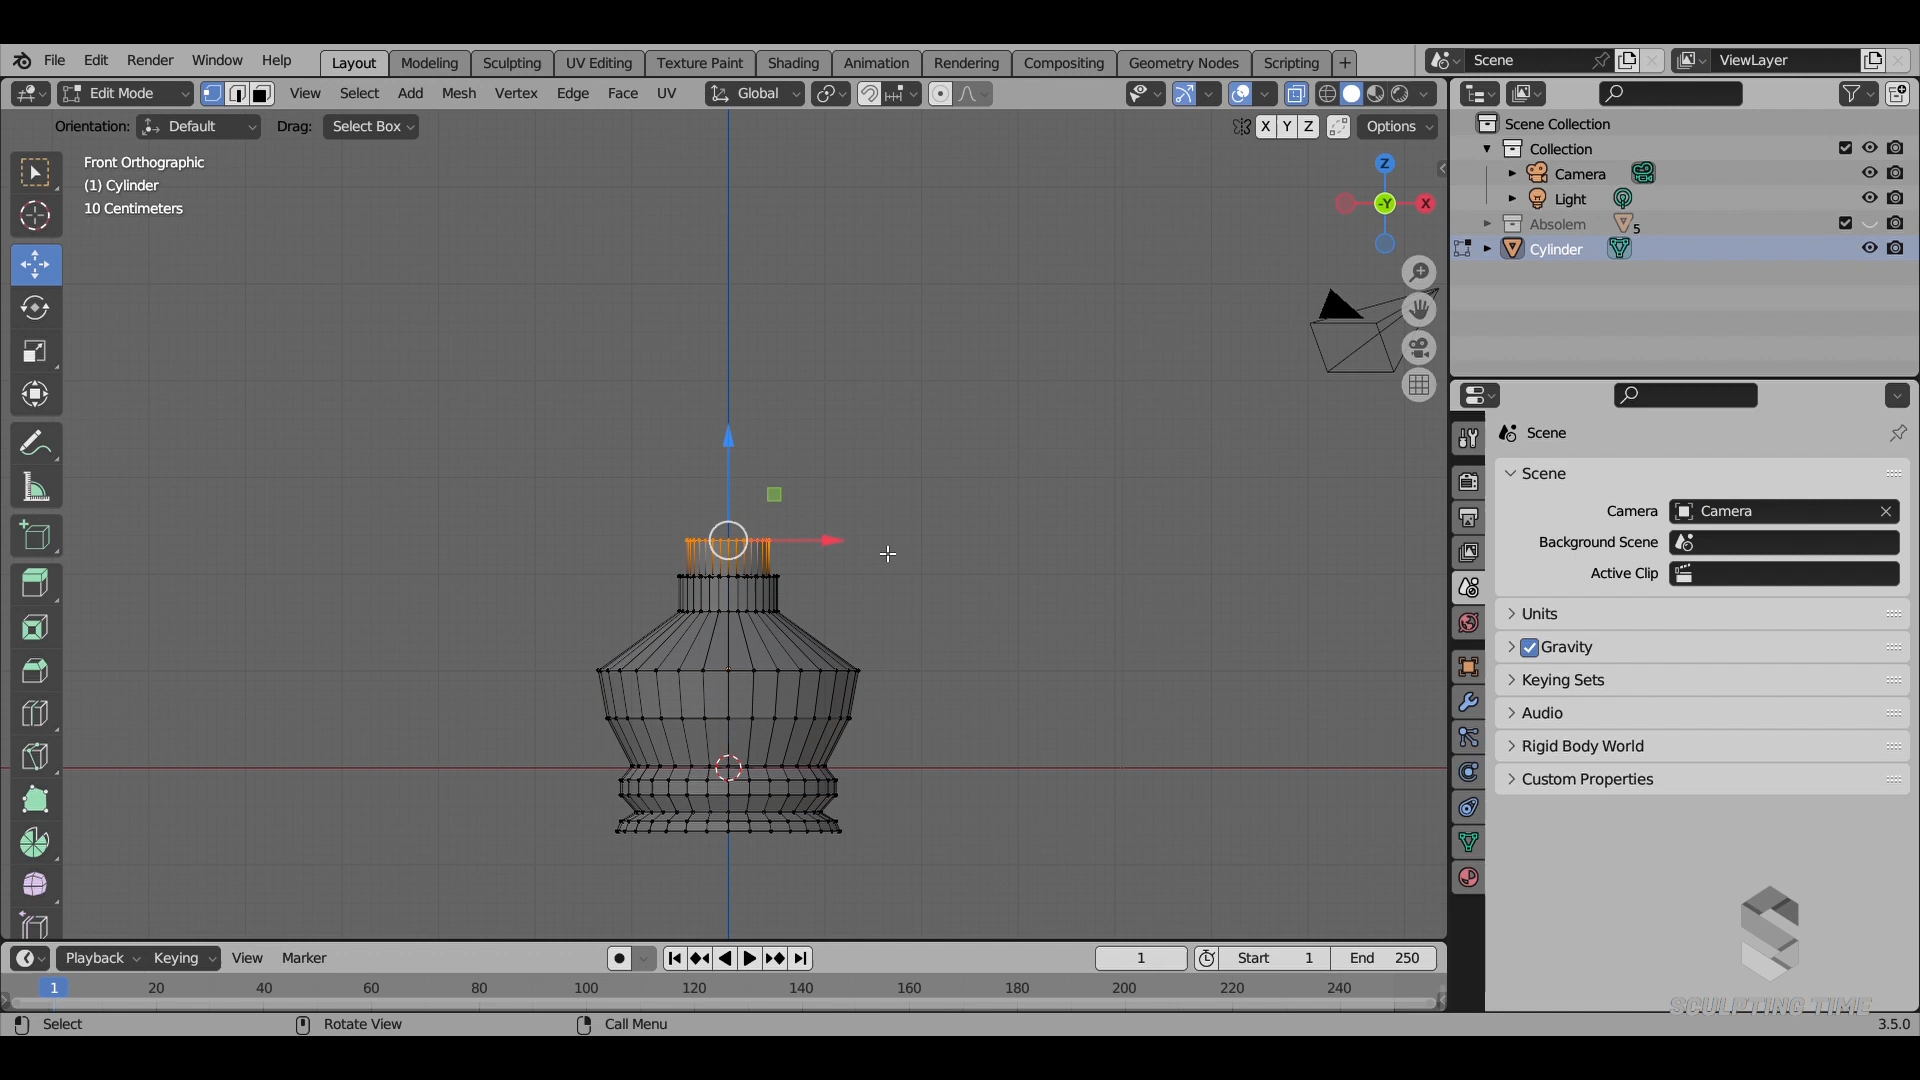 File Edit Render Window Help Layout Modeling Sculpting UV Editing Texture Paint Shading Animation Rendering Compositing Geometry Nodes Scripting + Scene ViewLayer
Edit Mode View Select Add Mesh Vertex Edge Face UV Global
Orientation: Default Drag: Select Box X Y Z Options
Scene Collection
Front Orthographic
(1) Cylinder
10 Centimeters
Z
-Y
X
Collection
Camera
Light
Absolem 5
Cylinder
Scene
Scene
Camera Camera
Background Scene
Active Clip
Units
Gravity
Keying Sets
Audio
Rigid Body World
Custom Properties
Playback Keying View Marker 1 Start 1 End 250
1 20 40 60 80 100 120 140 160 180 200 220 240
SCULPTING TIME
Select Rotate View Call Menu 3.5.0